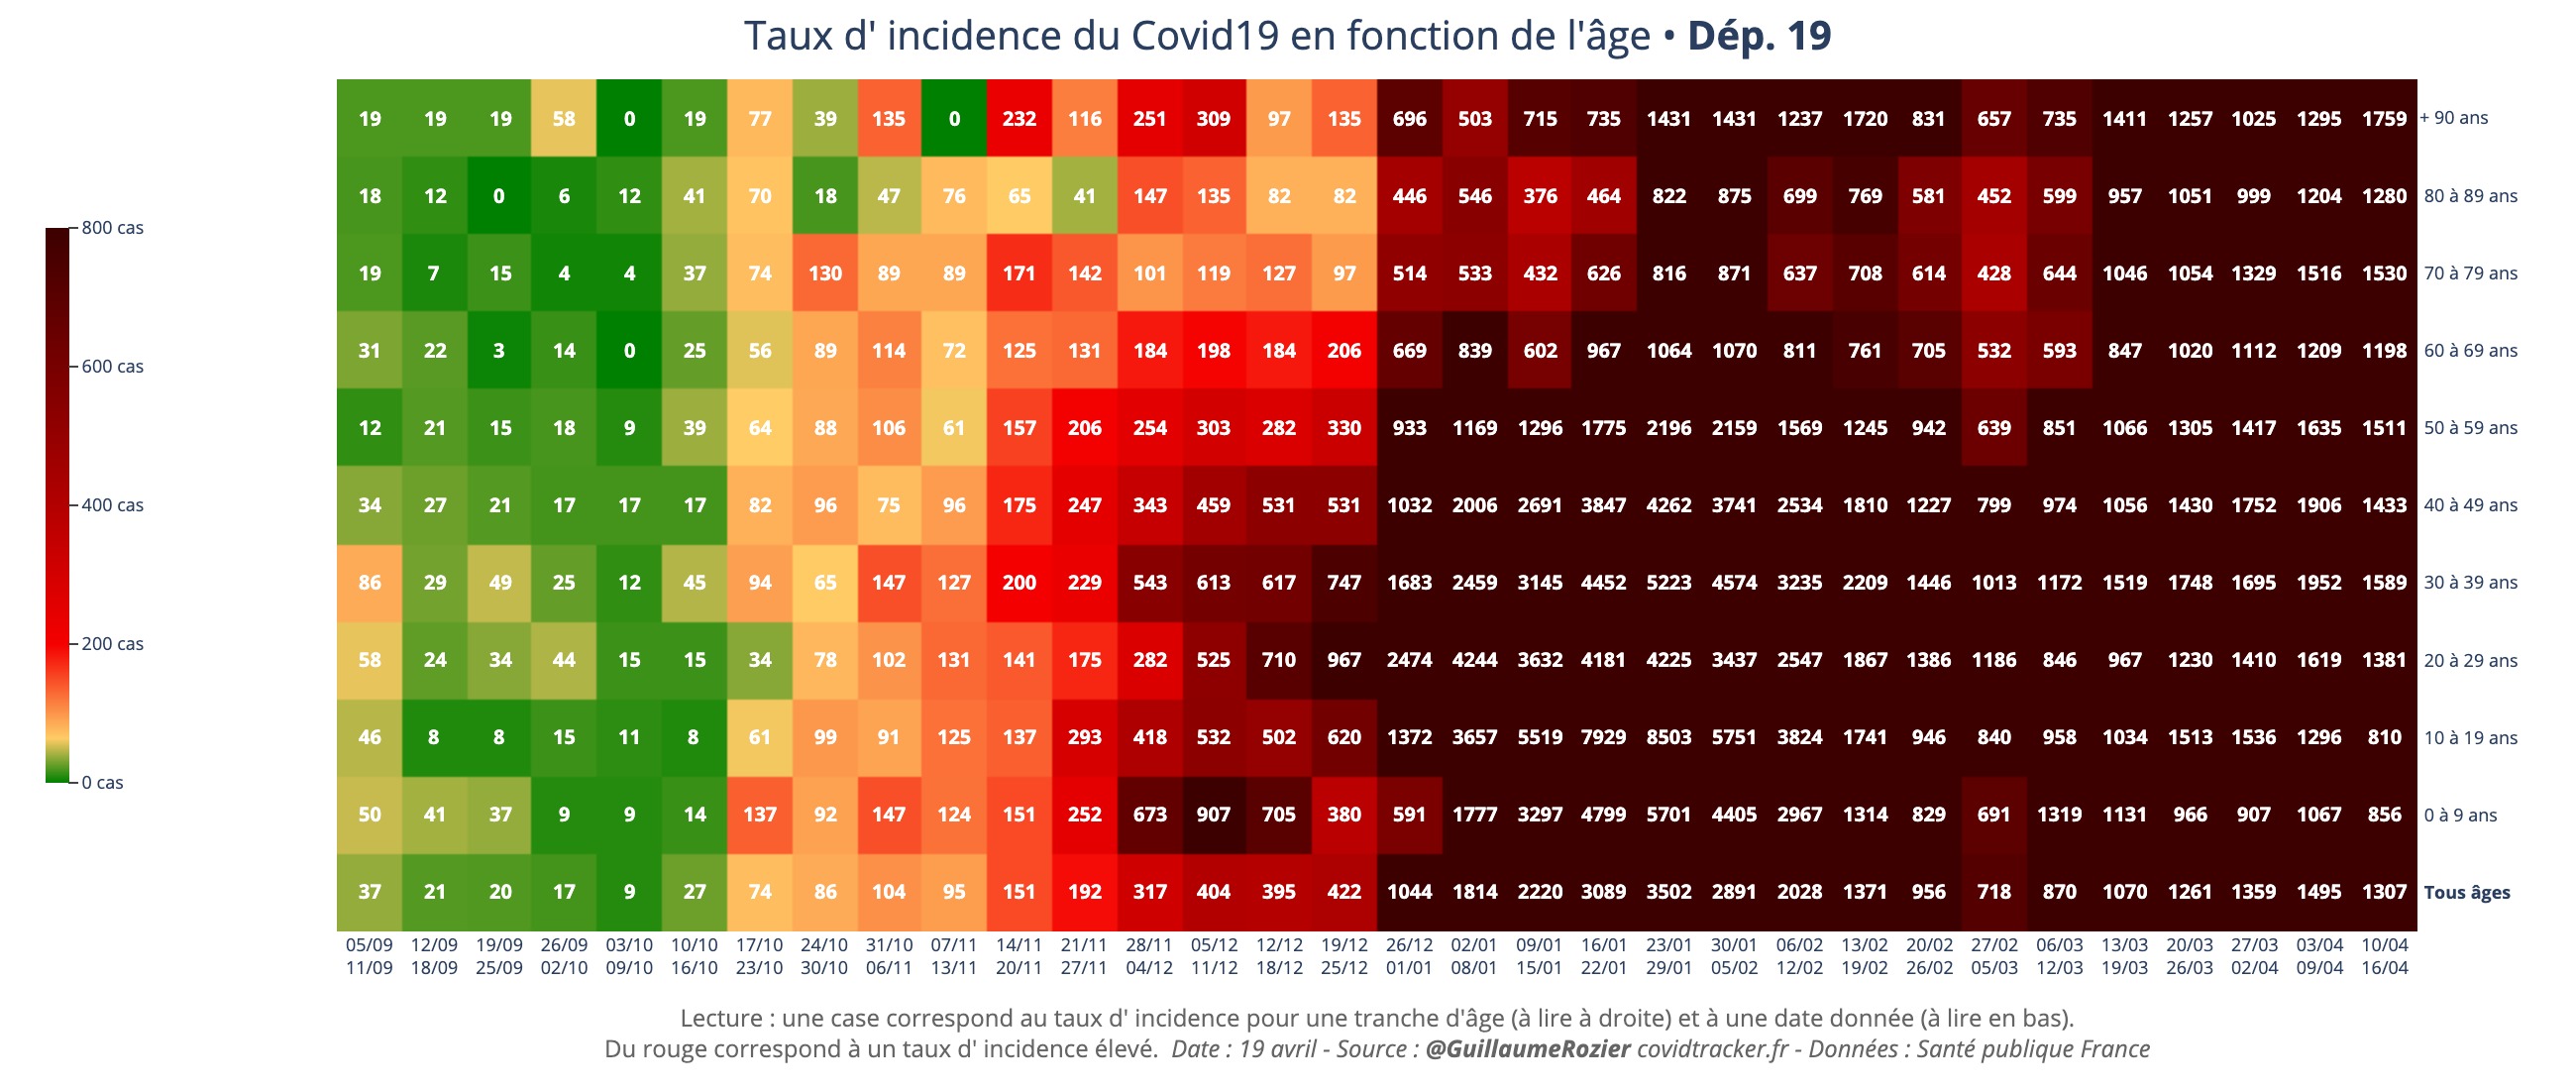 Taux d' incidence du Covid19 en fonction de l'âge • Dép. 19
19 19 19 58 0 19 77 39 135 0 232 116 251 309 97 135 696 503 715 735 1431 1431 1237 1720 831 657 735 1411 1257 1025 1295 1759 + 90 ans
18 12 0 6 12 41 70 18 47 76 65 41 147 135 82 82 446 546 376 464 822 875 699 769 581 452 599 957 1051 999 1204 1280 80 à 89 ans
800 cas
19 7 15 4 4 37 74 130 89 89 171 142 101 119 127 97 514 533 432 626 816 871 637 708 614 428 644 1046 1054 1329 1516 1530 70 à 79 ans
31 22 3 14 0 25 56 89 114 72 125 131 184 198 184 206 669 839 602 967 1064 1070 811 761 705 532 593 847 1020 1112 1209 1198 60 à 69 ans
600 cas
12 21 15 18 9 39 64 88 106 61 157 206 254 303 282 330 933 1169 1296 1775 2196 2159 1569 1245 942 639 851 1066 1305 1417 1635 1511 50 à 59 ans
400 cas
34 27 21 17 17 17 82 96 75 96 175 247 343 459 531 531 1032 2006 2691 3847 4262 3741 2534 1810 1227 799 974 1056 1430 1752 1906 1433 40 à 49 ans
86 29 49 25 12 45 94 65 147 127 200 229 543 613 617 747 1683 2459 3145 4452 5223 4574 3235 2209 1446 1013 1172 1519 1748 1695 1952 1589 30 à 39 ans
200 cas
58 24 34 44 15 15 34 78 102 131 141 175 282 525 710 967 2474 4244 3632 4181 4225 3437 2547 1867 1386 1186 846 967 1230 1410 1619 1381 20 à 29 ans
46 8 8 15 11 8 61 99 91 125 137 293 418 532 502 620 1372 3657 5519 7929 8503 5751 3824 1741 946 840 958 1034 1513 1536 1296 810 10 à 19 ans
0 cas
50 41 37 9 9 14 137 92 147 124 151 252 673 907 705 380 591 1777 3297 4799 5701 4405 2967 1314 829 691 1319 1131 966 907 1067 856 0 à 9 ans
37 21 20 17 9 27 74 86 104 95 151 192 317 404 395 422 1044 1814 2220 3089 3502 2891 2028 1371 956 718 870 1070 1261 1359 1495 1307 Tous âges
05/09 12/09 19/09 26/09 03/10 10/10 17/10 24/10 31/10 07/11 14/11 21/11 28/11 05/12 12/12 19/12 26/12 02/01 09/01 16/01 23/01 30/01 06/02 13/02 20/02 27/02 06/03 13/03 20/03 27/03 03/04 10/04
11/09 18/09 25/09 02/10 09/10 16/10 23/10 30/10 06/11 13/11 20/11 27/11 04/12 11/12 18/12 25/12 01/01 08/01 15/01 22/01 29/01 05/02 12/02 19/02 26/02 05/03 12/03 19/03 26/03 02/04 09/04 16/04
Lecture : une case correspond au taux d' incidence pour une tranche d'âge (à lire à droite) et à une date donnée (à lire en bas).
Du rouge correspond à un taux d' incidence élevé. Date : 19 avril - Source : @GuillaumeRozier covidtracker.fr - Données : Santé publique France